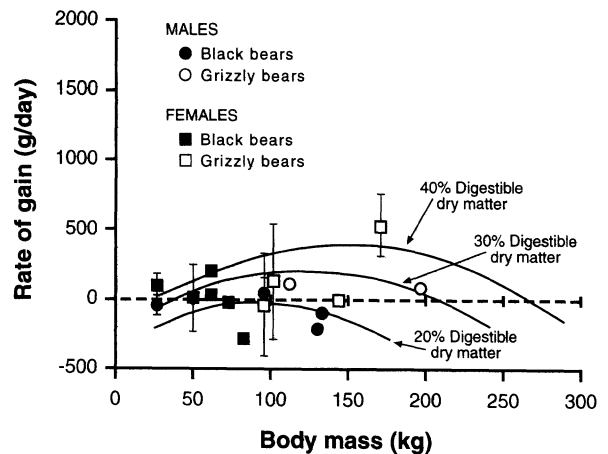 Rate of gain (g/day)
2000
1500
1000
500
0
-500
MALES
Black bears
Grizzly bears
FEMALES
Black bears
Grizzly bears
40% Digestible
dry matter
30% Digestible
dry matter
20% Digestible
dry matter
0 50 100 150 200 250 300
Body mass (kg)